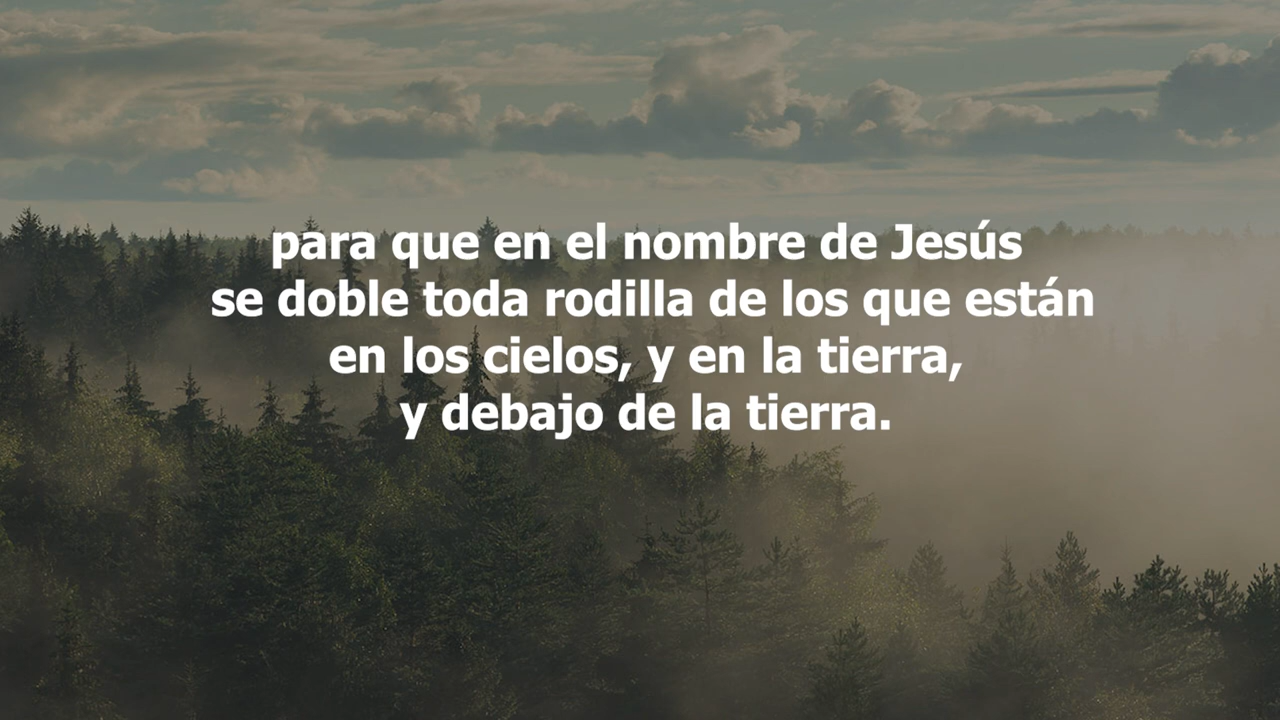 para que en el nombre de Jesús
se doble toda rodilla de los que están
en los cielos, y en la tierra,
y debajo de la tierra.